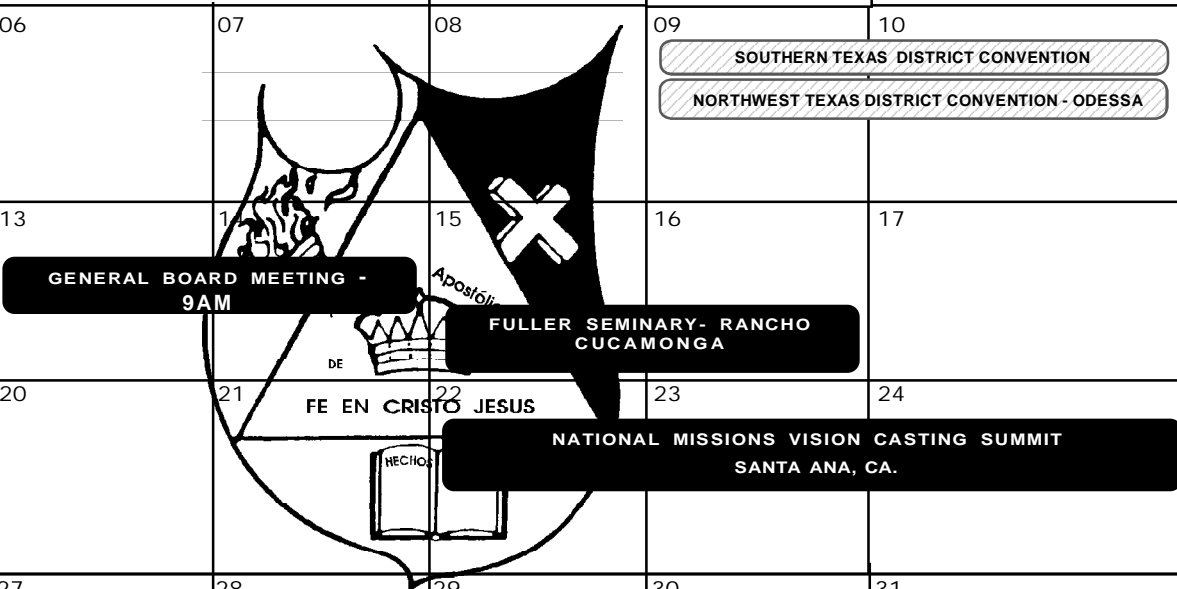 06 07 08 09 10
SOUTHERN TEXAS DISTRICT CONVENTION
NORTHWEST TEXAS DISTRICT CONVENTION - ODESSA
13 14 15 16 17
GENERAL BOARD MEETING -
9AM
FULLER SEMINARY- RANCHO
CUCAMONGA
DE
20 21 22 23 24
FE EN CRISTO JESUS
NATIONAL MISSIONS VISION CASTING SUMMIT
SANTA ANA, CA.
HECHOS
27 28 29 30 31